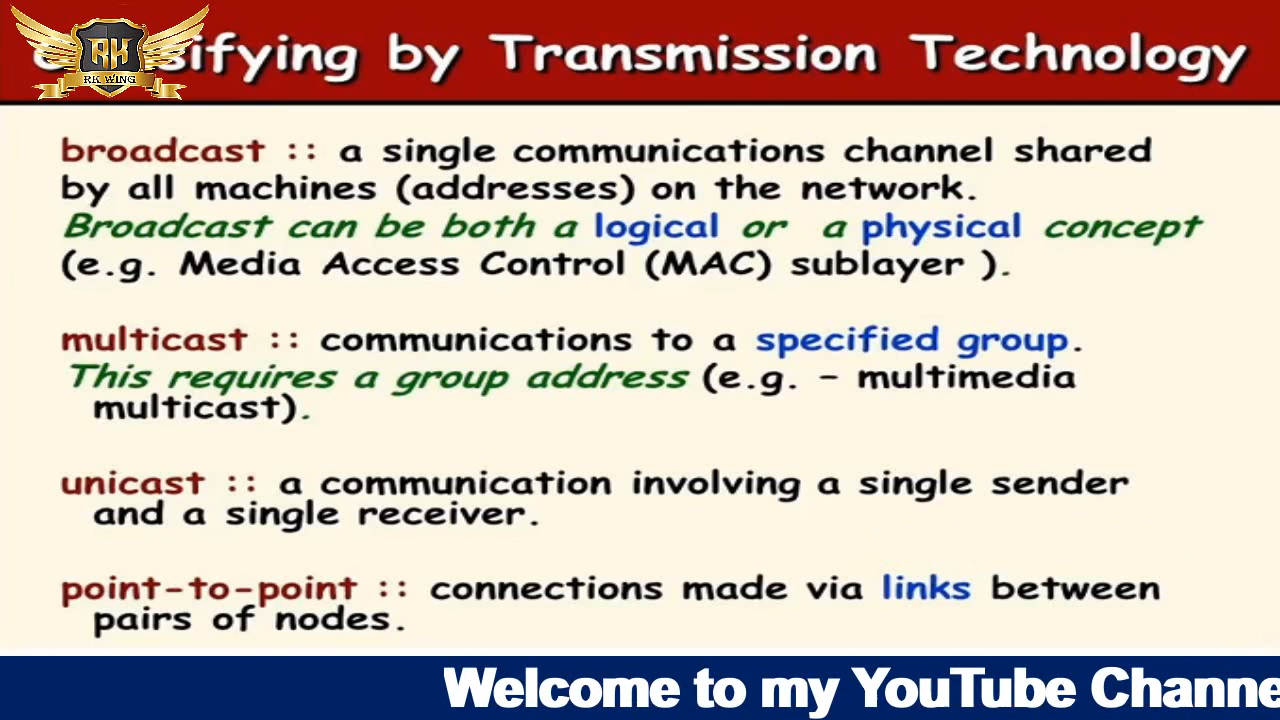 RK
RK WING
sifying by Transmission Technology
broadcast :: a single communications channel shared
by all machines (addresses) on the network.
Broadcast can be both a logical or a physical concept
(e.g. Media Access Control (MAC) sublayer ).
multicast :: communications to a specified group.
This requires a group address (e.g. – multimedia
multicast).
unicast :: a communication involving a single sender
and a single receiver.
point-to-point :: connections made via links between
pairs of nodes.
Welcome to my YouTube Channe